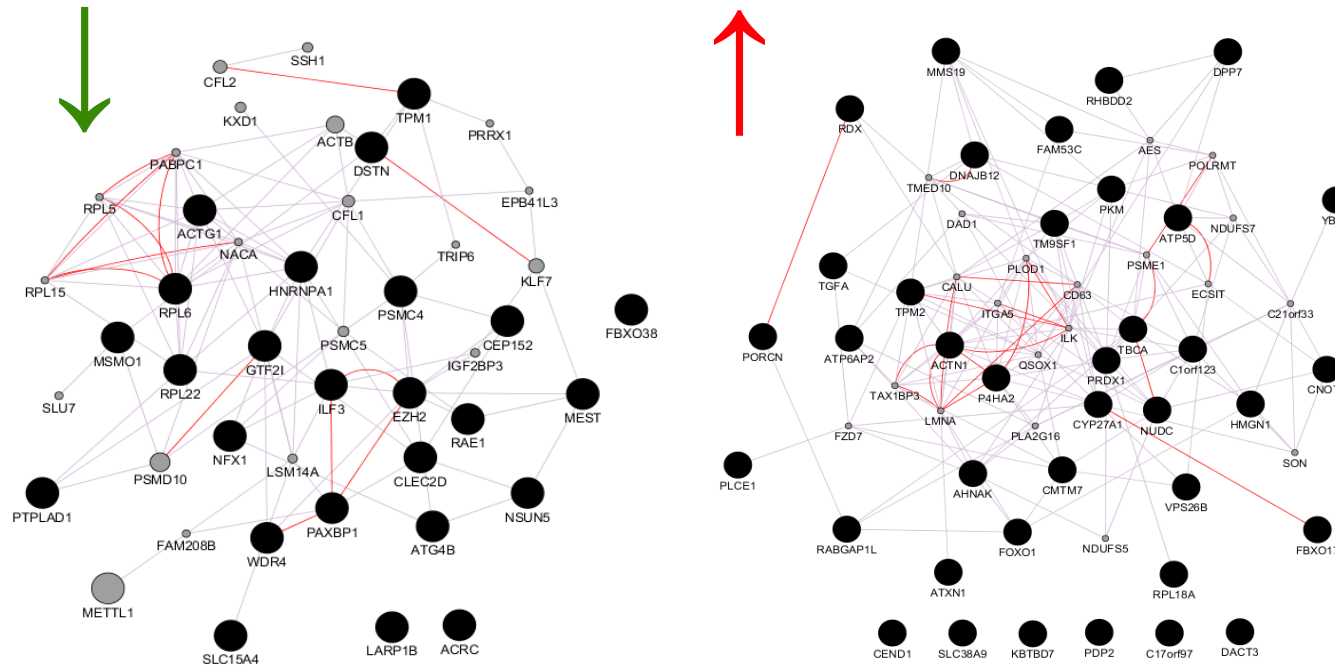 SSH1
CFL2
TPM1
KXD1
PRRX1
ACTB
DSTN
PABPC1
EPB41L3
RPL5
CFL1
ACTG1
NACA
TRIP6
KLF7
RPL15
HNRNPA1
RPL6
PSMC4
FBXO38
MSMO1
PSMC5
CEP152
GTF2I
IGF2BP3
RPL22
SLU7
ILF3
EZH2
MEST
RAE1
NFX1
LSM14A
PSMD10
CLEC2D
PTPLAD1
NSUN5
PAXBP1
FAM208B
ATG4B
WDR4
METTL1
SLC15A4
LARP1B
ACRC
MMS19
DPP7
RHBDD2
RDX
FAM53C
AES
POLRMT
DNAJB12
TMED10
PKM
YB
DAD1
NDUFS7
TM9SF1
ATP5D
PLOD1
PSME1
TGFA
CALU
CD63
ECSIT
ITGA5
C21orf33
TPM2
ILK
PORCN
ATP6AP2
TBCA
ACTN1
QSOX1
C1orf123
PRDX1
CNOT
TAX1BP3
P4HA2
LMNA
CYP27A1
NUDC
HMGN1
FZD7
PLA2G16
SON
PLCE1
AHNAK
CMTM7
VPS26B
RABGAP1L
FOXO1
NDUFS5
FBXO17
ATXN1
RPL18A
CEND1
SLC38A9
KBTBD7
PDP2
C17orf97
DACT3